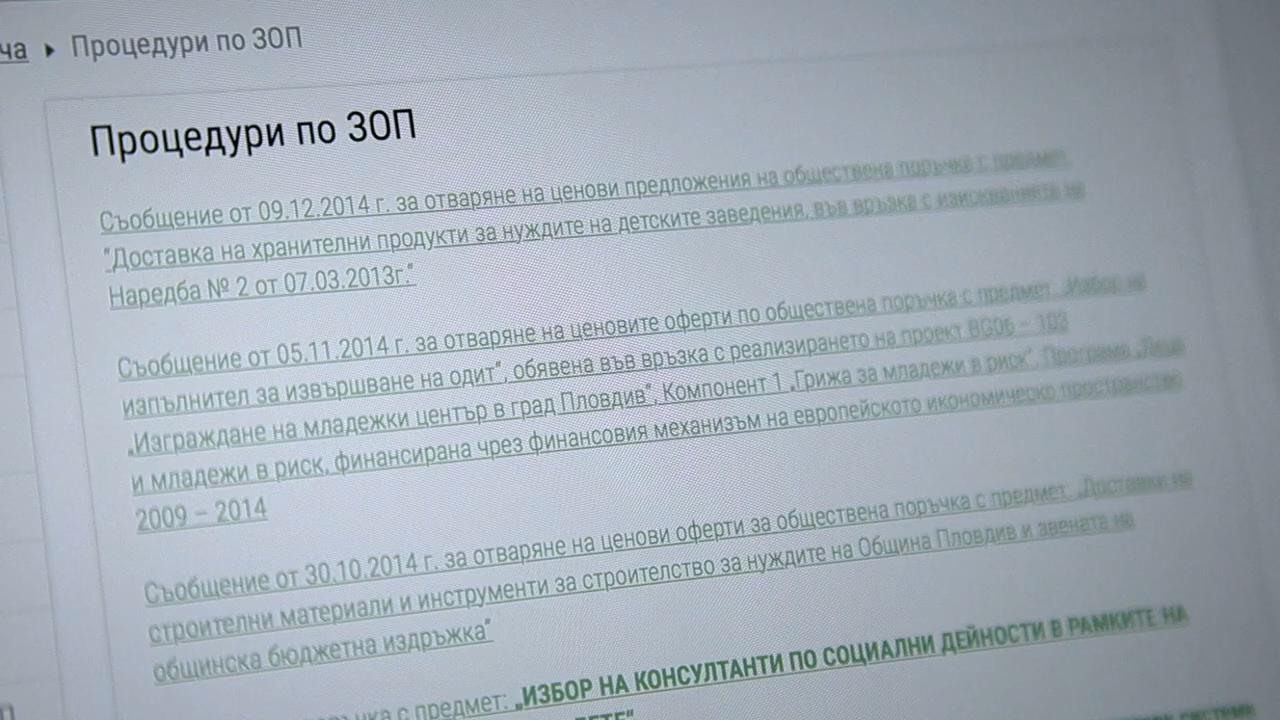 ча ▸ Процедури по ЗОП
Процедури по ЗОП
Съобщение от 09.12.2014 г. за отваряне на ценови предложения на обществена поръчка с предмет:
"Доставка на хранителни продукти за нуждите на детските заведения, във връзка с изискванията на
Наредба № 2 от 07.03.2013г."
Съобщение от 05.11.2014 г. за отваряне на ценовите оферти по обществена поръчка с предмет: „Избор на
изпълнител за извършване на одит", обявена във връзка с реализирането на проект BG06 – 103
„Изграждане на младежки център в град Пловдив", Компонент 1 „Грижа за младежи в риск", Програма „Деца
и младежи в риск, финансирана чрез финансовия механизъм на европейското икономическо пространство
2009 – 2014
Съобщение от 30.10.2014 г. за отваряне на ценови оферти за обществена поръчка с предмет: „Доставки на
строителни материали и инструменти за строителство за нуждите на Община Пловдив и звената на
общинска бюджетна издръжка"
с предмет: „ИЗБОР НА КОНСУЛТАНТИ ПО СОЦИАЛНИ ДЕЙНОСТИ В РАМКИТЕ НА